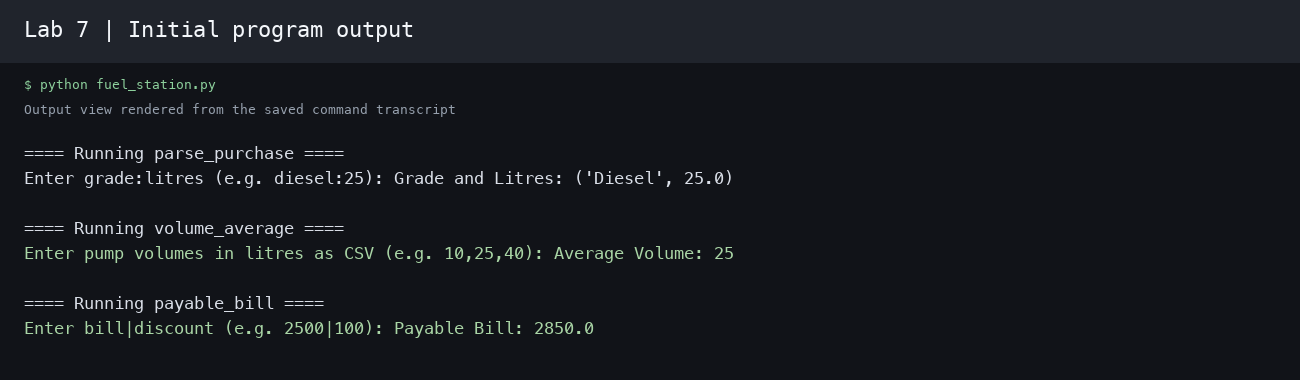 Lab 7 | Initial program output
$ python fuel_station.py
Output view rendered from the saved command transcript
==== Running parse_purchase ====
Enter grade:litres (e.g. diesel:25): Grade and Litres: ('Diesel', 25.0)
==== Running volume_average ====
Enter pump volumes in litres as CSV (e.g. 10,25,40): Average Volume: 25
==== Running payable_bill ====
Enter bill|discount (e.g. 2500|100): Payable Bill: 2850.0